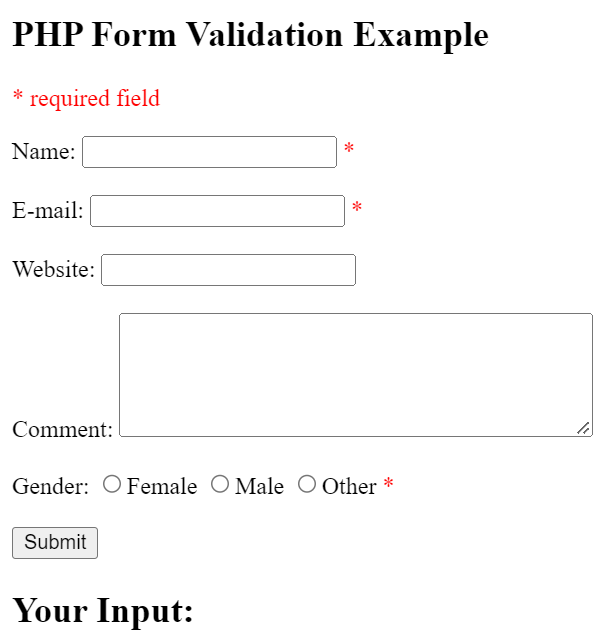 PHP Form Validation Example
* required field
Name: *
E-mail: *
Website:
Comment:
Gender: Female Male Other *
Submit
Your Input: